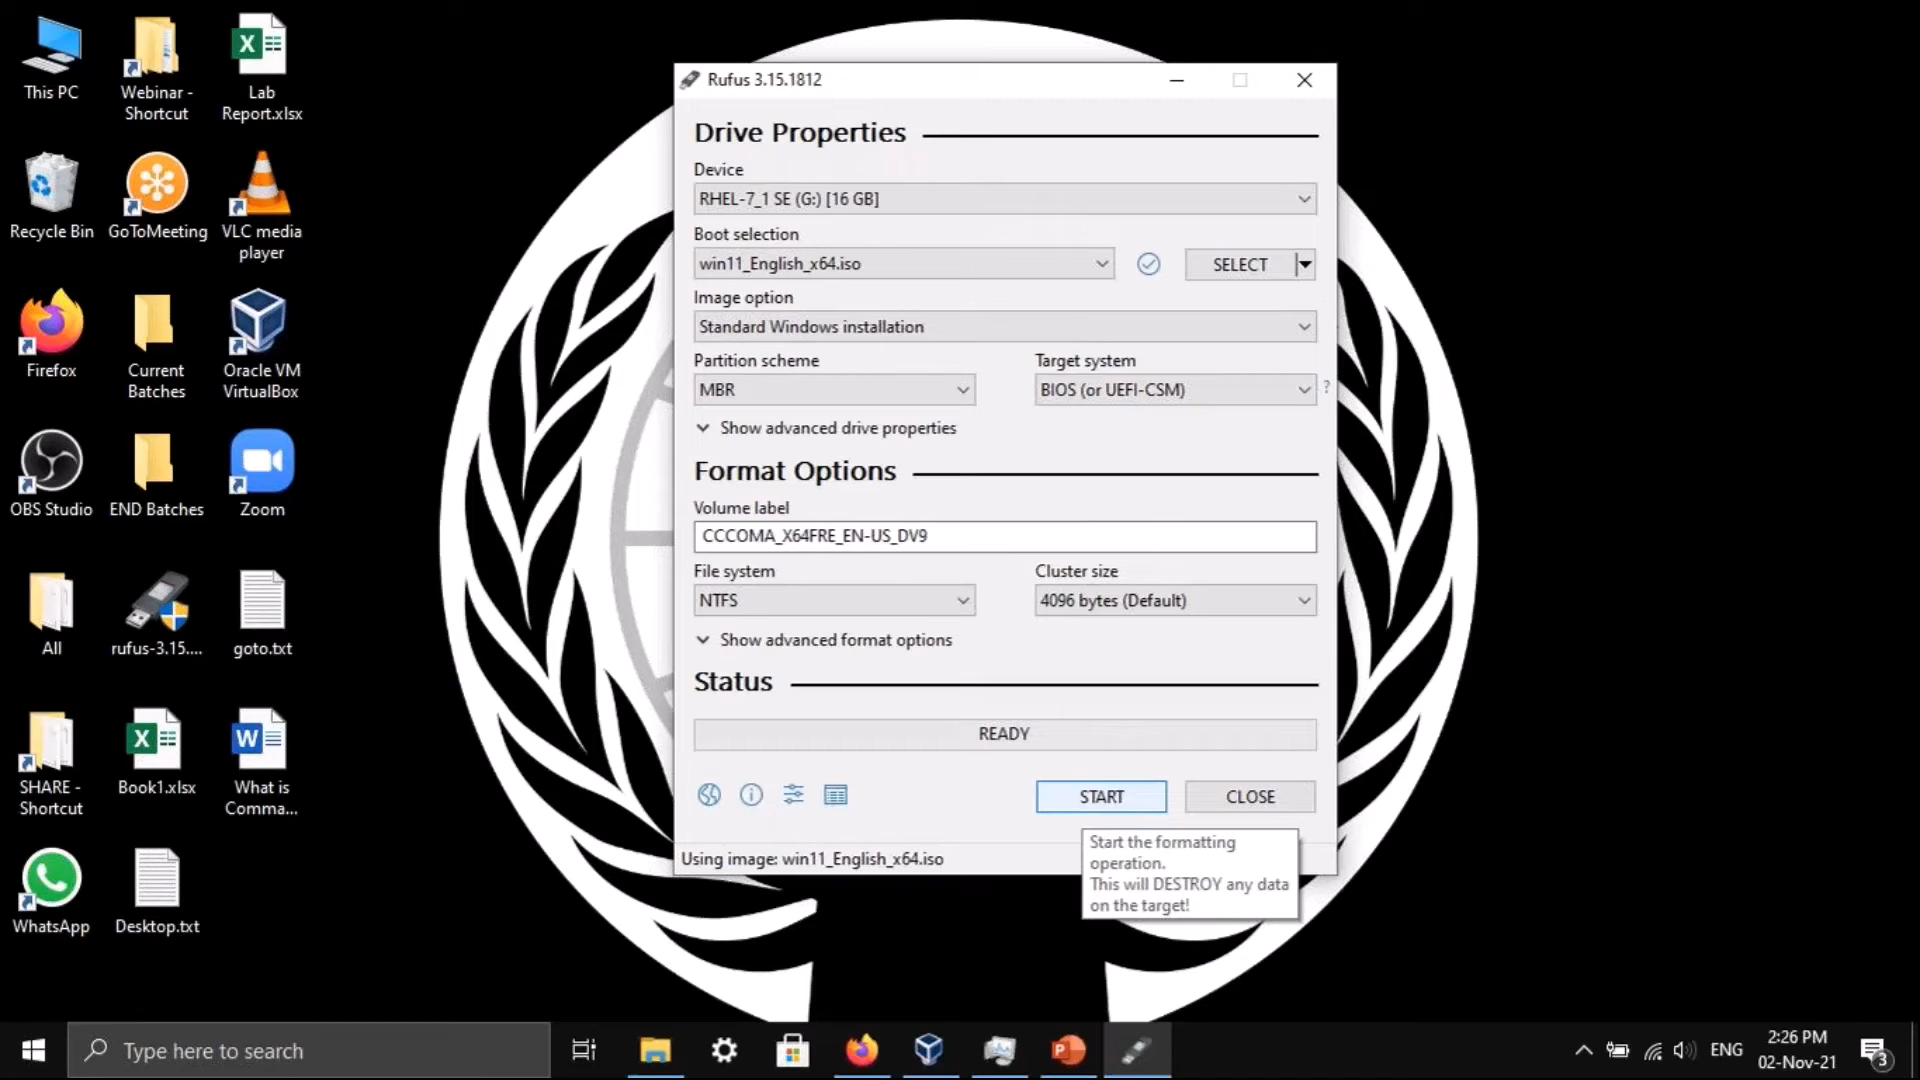 This PC
Webinar -
Shortcut
Lab
Report.xlsx
Recycle Bin
GoToMeeting
VLC media
player
Firefox
Current
Batches
Oracle VM
VirtualBox
OBS Studio
END Batches
Zoom
All
rufus-3.15....
goto.txt
SHARE -
Shortcut
Book1.xlsx
What is
Comma...
WhatsApp
Desktop.txt
Rufus 3.15.1812
Drive Properties
Device
RHEL-7_1 SE (G:) [16 GB]
Boot selection
win11_English_x64.iso
SELECT
Image option
Standard Windows installation
Partition scheme
Target system
MBR
BIOS (or UEFI-CSM)
?
Show advanced drive properties
Format Options
Volume label
CCCOMA_X64FRE_EN-US_DV9
File system
Cluster size
NTFS
4096 bytes (Default)
Show advanced format options
Status
READY
START
CLOSE
Start the formatting
operation.
This will DESTROY any data
on the target!
Using image: win11_English_x64.iso
Type here to search
ENG
2:26 PM
02-Nov-21
3